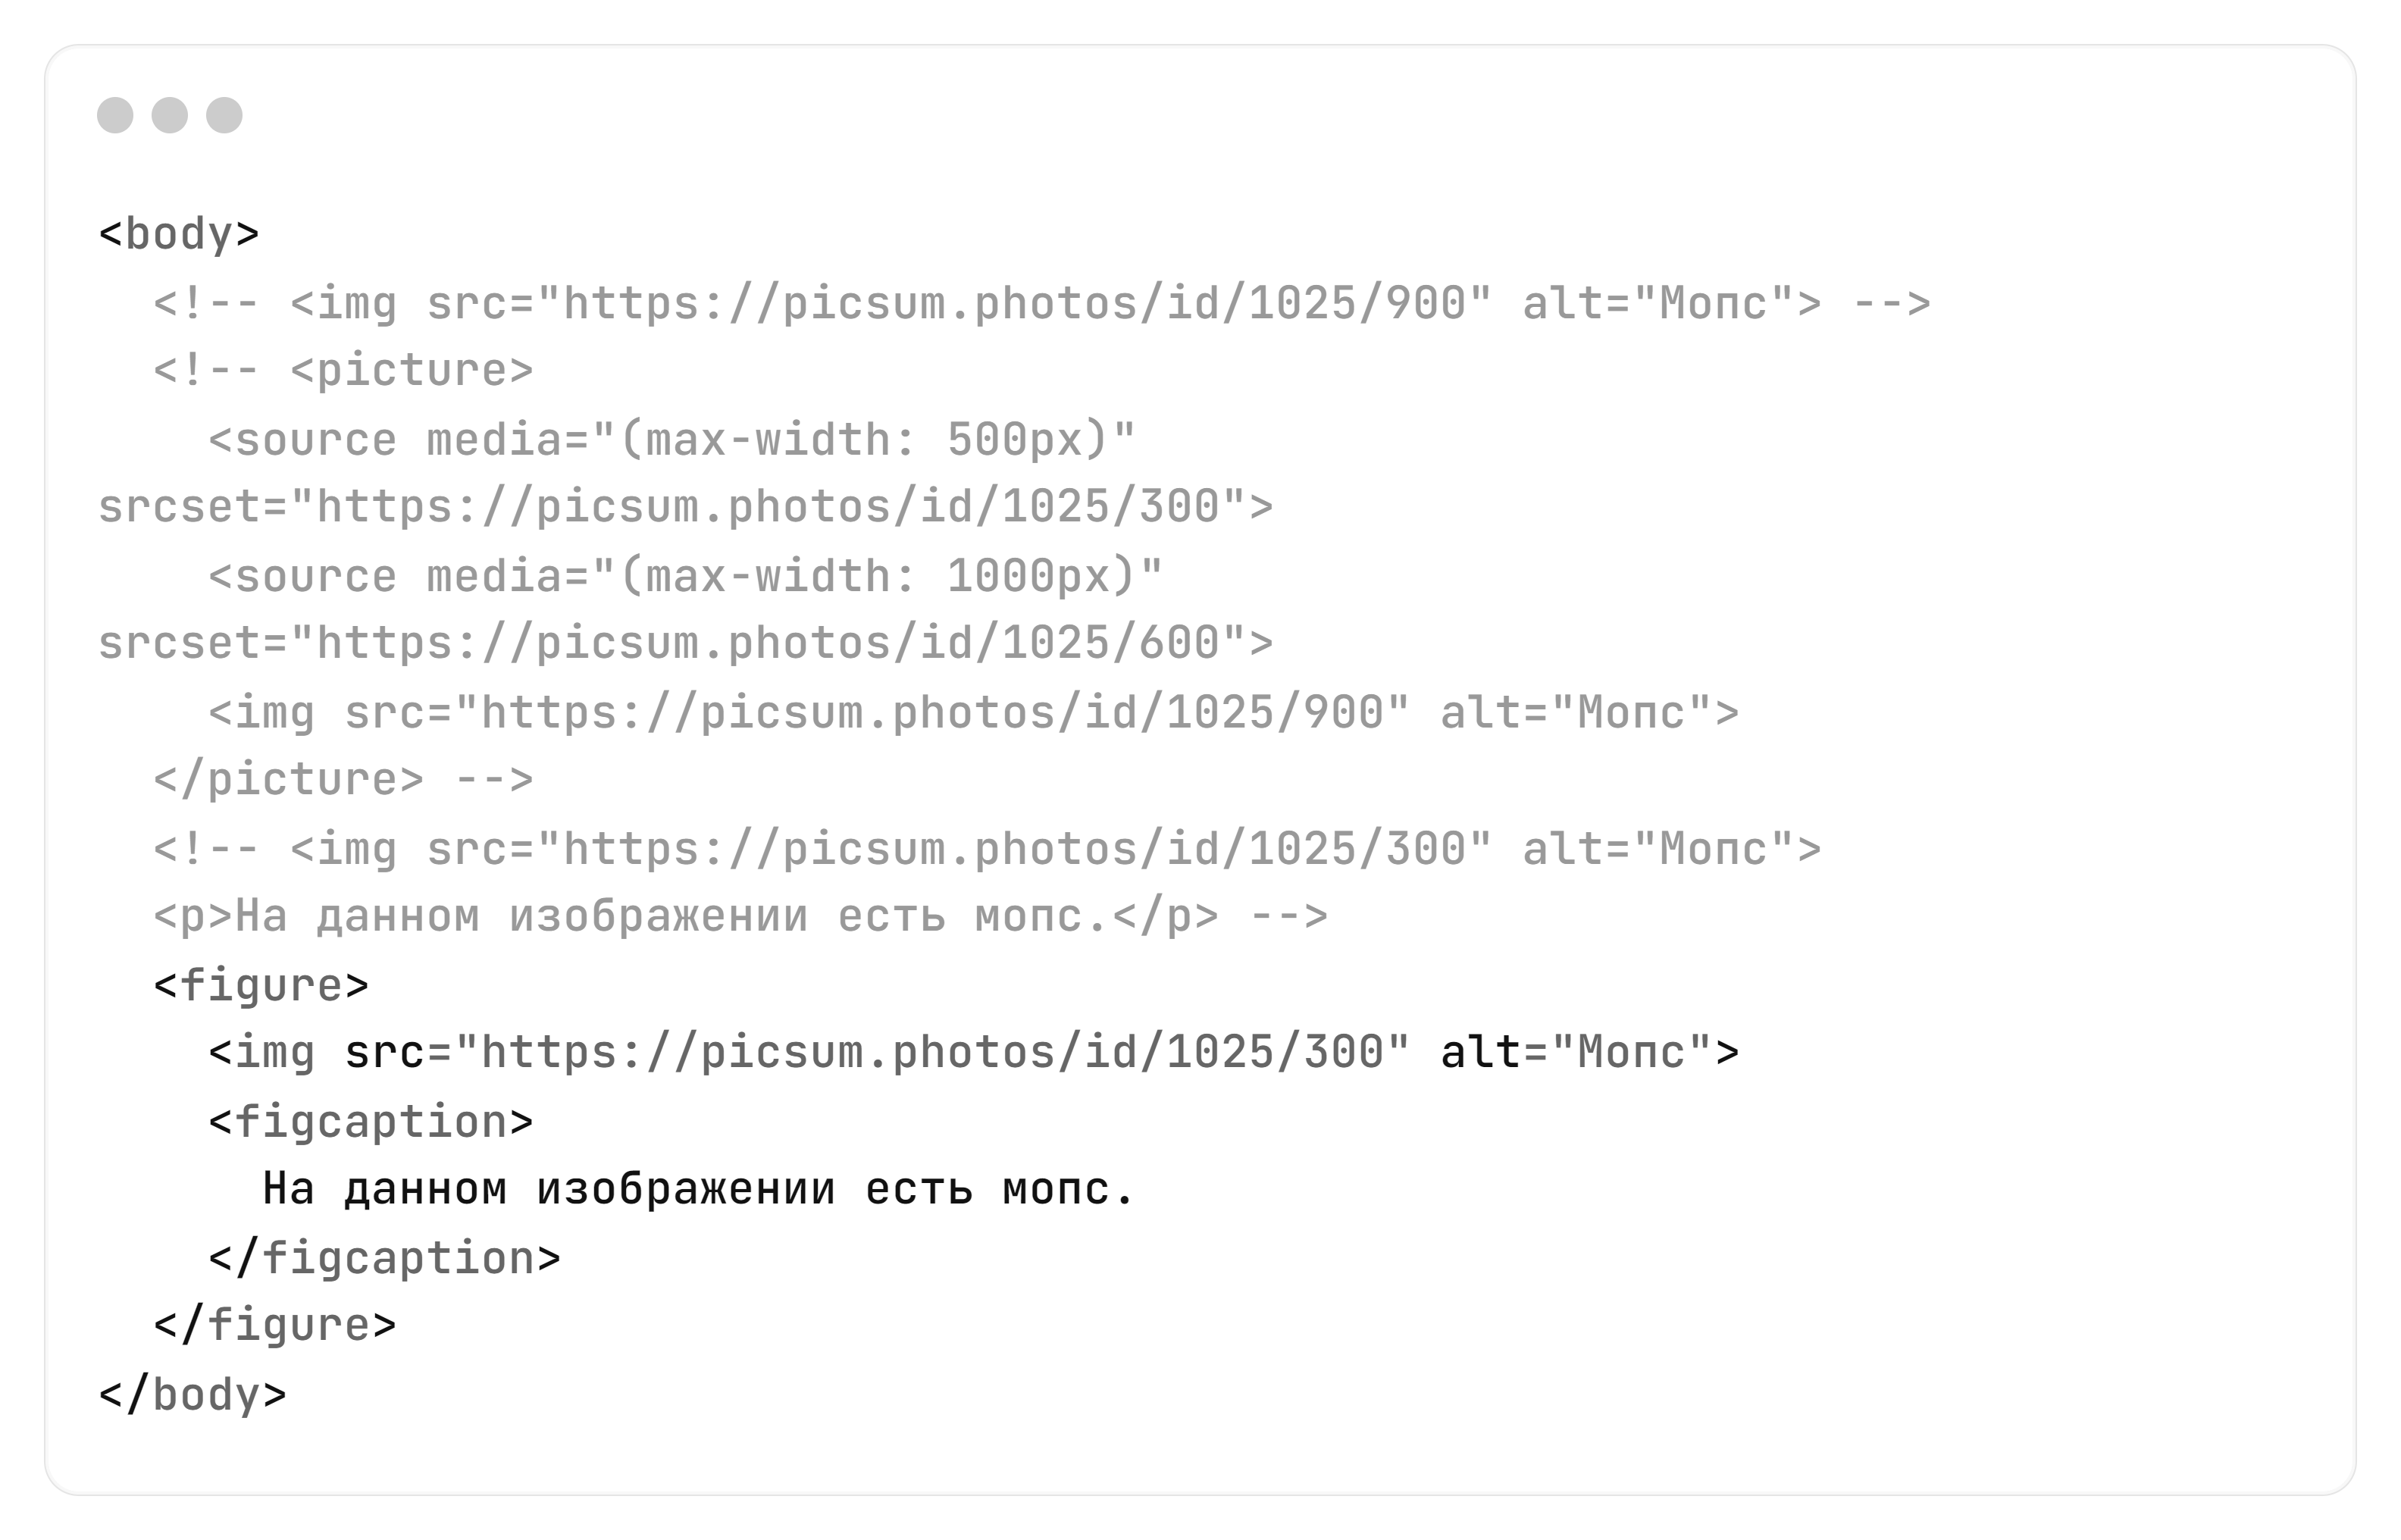 <body>
  <!-- <img src="https://picsum.photos/id/1025/900" alt="Мопс"> -->
  <!-- <picture>
    <source media="(max-width: 500px)"
srcset="https://picsum.photos/id/1025/300">
    <source media="(max-width: 1000px)"
srcset="https://picsum.photos/id/1025/600">
    <img src="https://picsum.photos/id/1025/900" alt="Мопс">
  </picture> -->
  <!-- <img src="https://picsum.photos/id/1025/300" alt="Мопс">
  <p>На данном изображении есть мопс.</p> -->
  <figure>
    <img src="https://picsum.photos/id/1025/300" alt="Мопс">
    <figcaption>
      На данном изображении есть мопс.
    </figcaption>
  </figure>
</body>